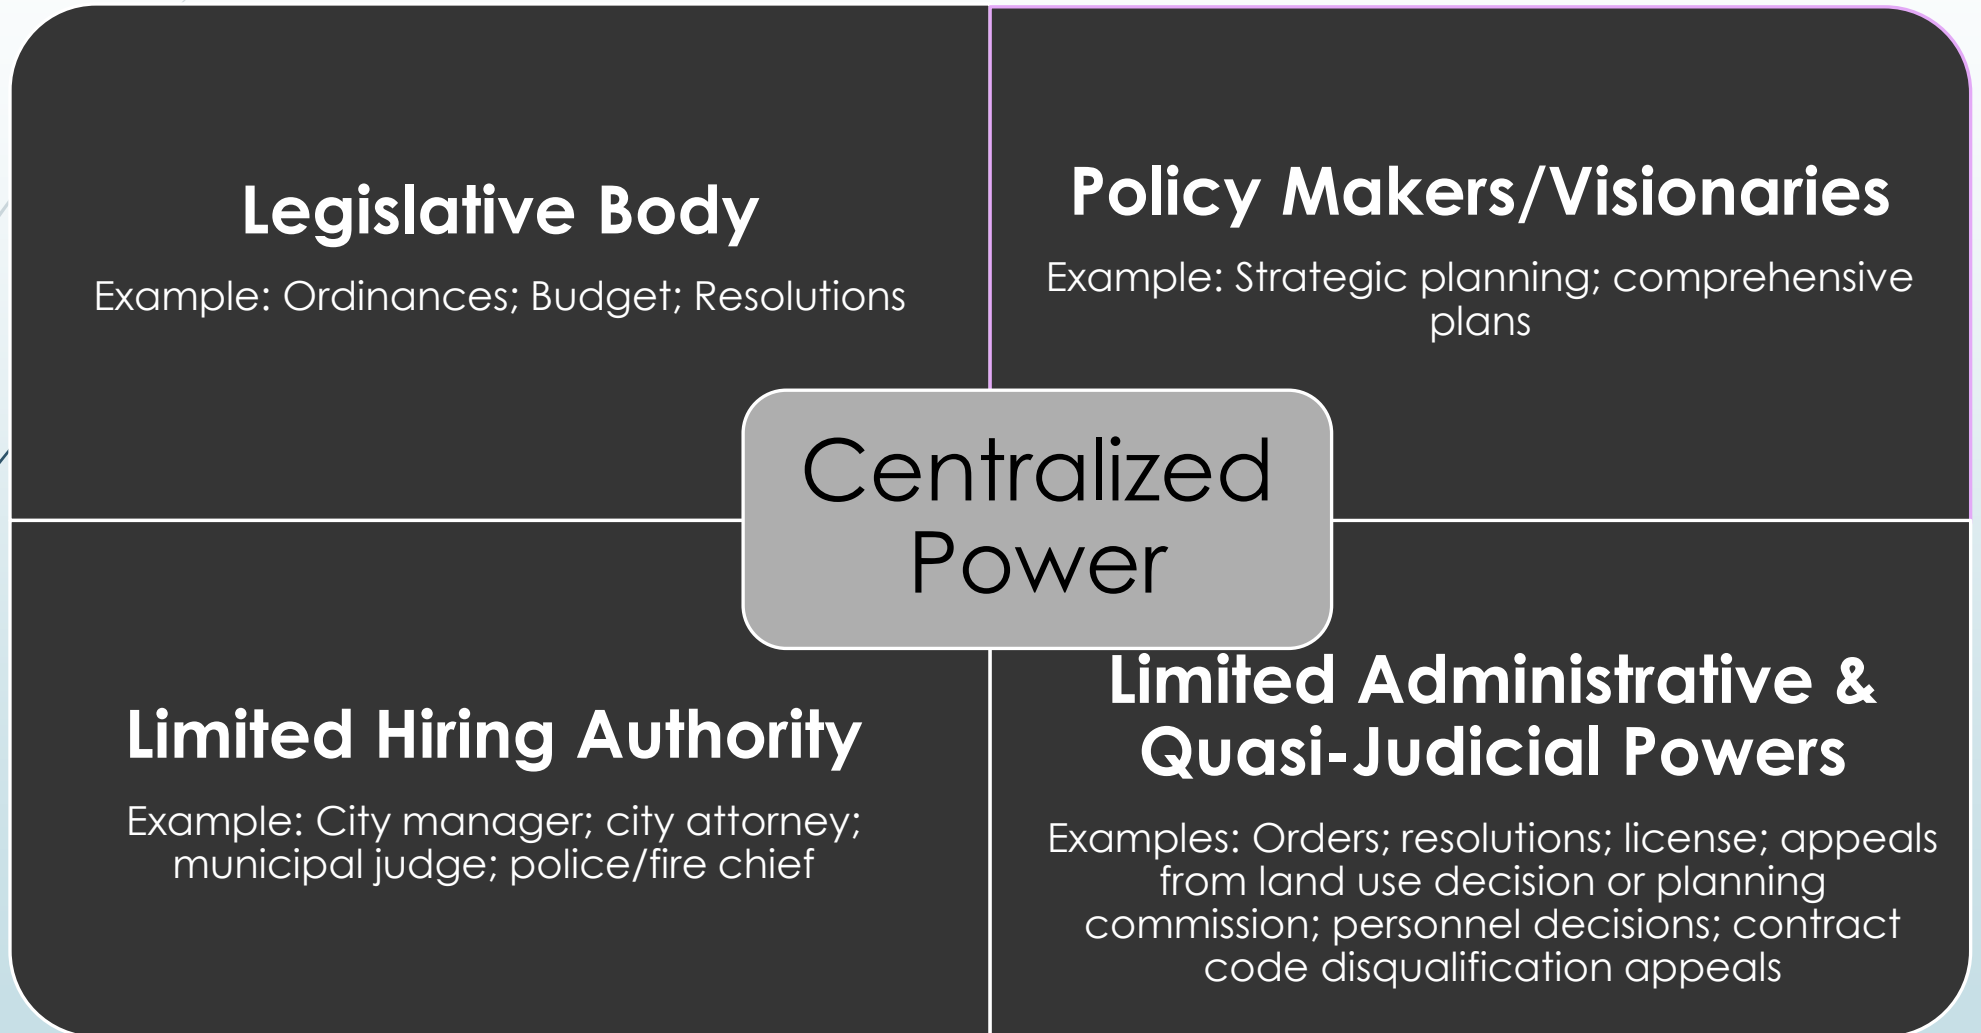 Legislative Body
Example: Ordinances; Budget; Resolutions
Policy Makers/Visionaries
Example: Strategic planning; comprehensive
plans
Centralized
Power
Limited Hiring Authority
Example: City manager; city attorney;
municipal judge; police/fire chief
Limited Administrative &
Quasi-Judicial Powers
Examples: Orders; resolutions; license; appeals
from land use decision or planning
commission; personnel decisions; contract
code disqualification appeals